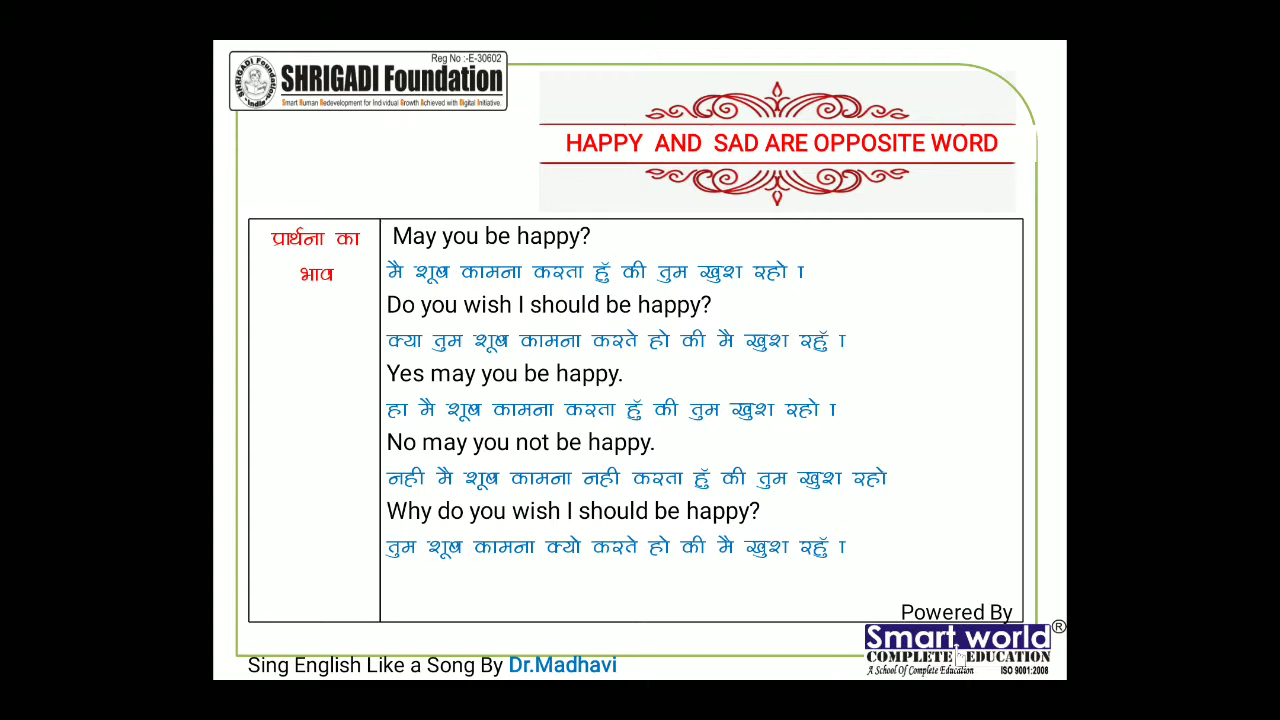 Reg No :-E-30602
SHRIGADI Foundation
Smart Human Redevelopment for Individual Growth Achieved with Digital Initiative.
SHRIGADI Foundation
India
HAPPY AND SAD ARE OPPOSITE WORD
प्रार्थना का
भाव
May you be happy?
मै शूभ कामना करता हुँ की तुम खुश रहो ।
Do you wish I should be happy?
क्या तुम शूभ कामना करते हो की मै खुश रहुँ ।
Yes may you be happy.
हा मै शूभ कामना करता हुँ की तुम खुश रहो ।
No may you not be happy.
नही मै शूभ कामना नही करता हुँ की तुम खुश रहो
Why do you wish I should be happy?
तुम शूभ कामना क्यो करते हो की मै खुश रहुँ ।
Powered By
Smart world ®
COMPLETE EDUCATION
A School Of Complete Education ISO 9001:2008
Sing English Like a Song By Dr.Madhavi